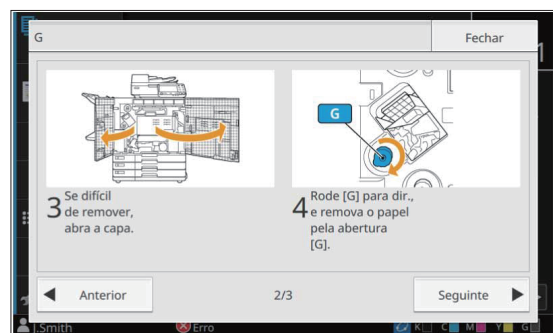 G
Fechar
1
G
3 Se difícil
de remover,
abra a capa.
4 Rode [G] para dir.,
e remova o papel
pela abertura
[G].
Anterior
2/3
Seguinte
J.Smith
Erro
K C M Y G